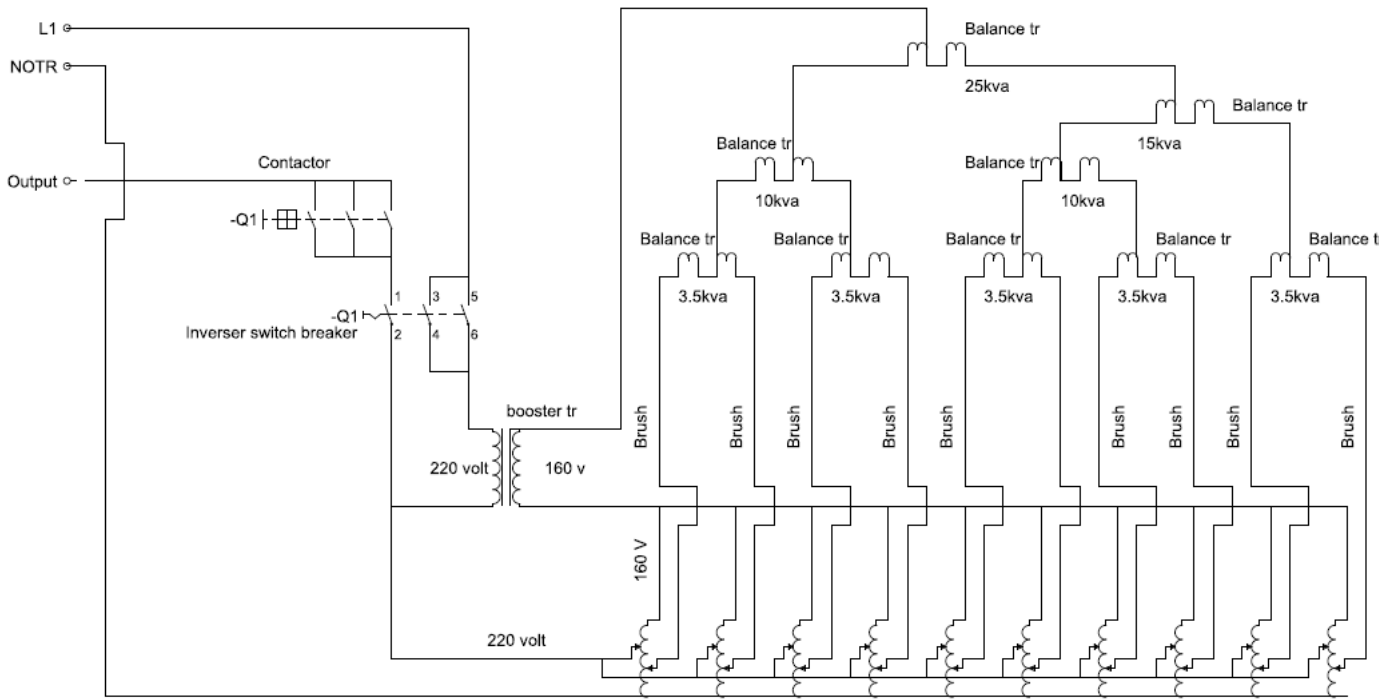 L1
Balance tr
NOTR
25kva
Balance tr
Balance tr
15kva
Contactor
Balance tr
Output
10kva
10kva
-Q1
Balance tr
Balance tr
Balance tr
Balance tr
Balance t
1
3
5
3.5kva
3.5kva
3.5kva
3.5kva
3.5kva
-Q1
2
4
6
Inverser switch breaker
booster tr
Brush
Brush
Brush
Brush
Brush
Brush
Brush
Brush
220 volt
160 v
160 V
220 volt